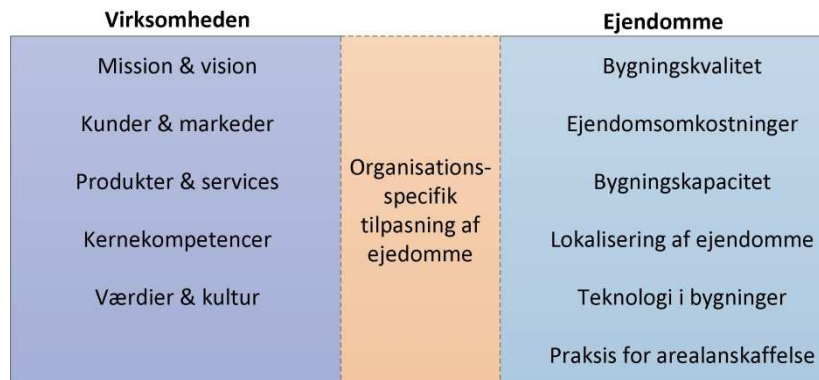 Virksomheden
Mission & vision
Kunder & markeder
Produkter & services
Kernekompetencer
Værdier & kultur
Organisations-
specifik
tilpasning af
ejedomme
Ejendomme
Bygningskvalitet
Ejendomsomkostninger
Bygningskapacitet
Lokalisering af ejendomme
Teknologi i bygninger
Praksis for arealanskaffelse